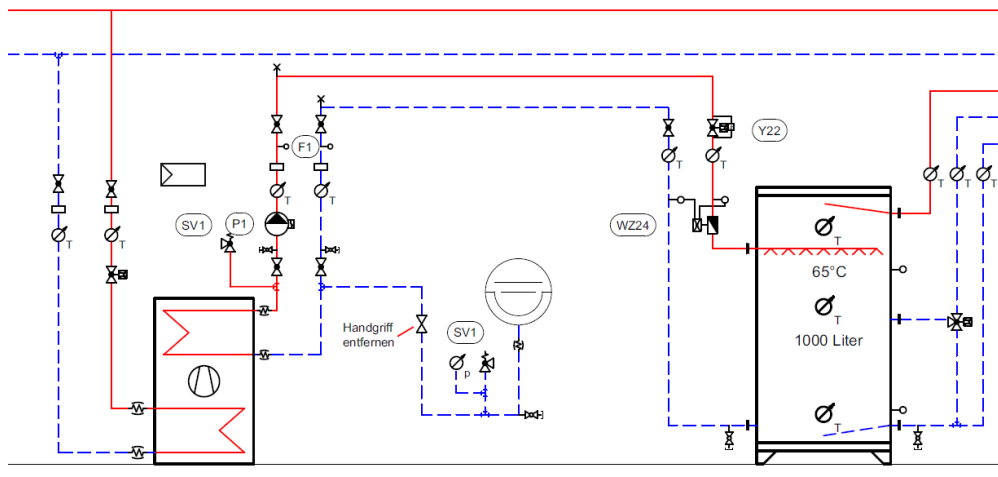 F1
Y22
T
T
T
T
T
T
T
SV1
P1
WZ24
T
T
T
65°C
T
Handgriff
entfernen
SV1
1000 Liter
p
T